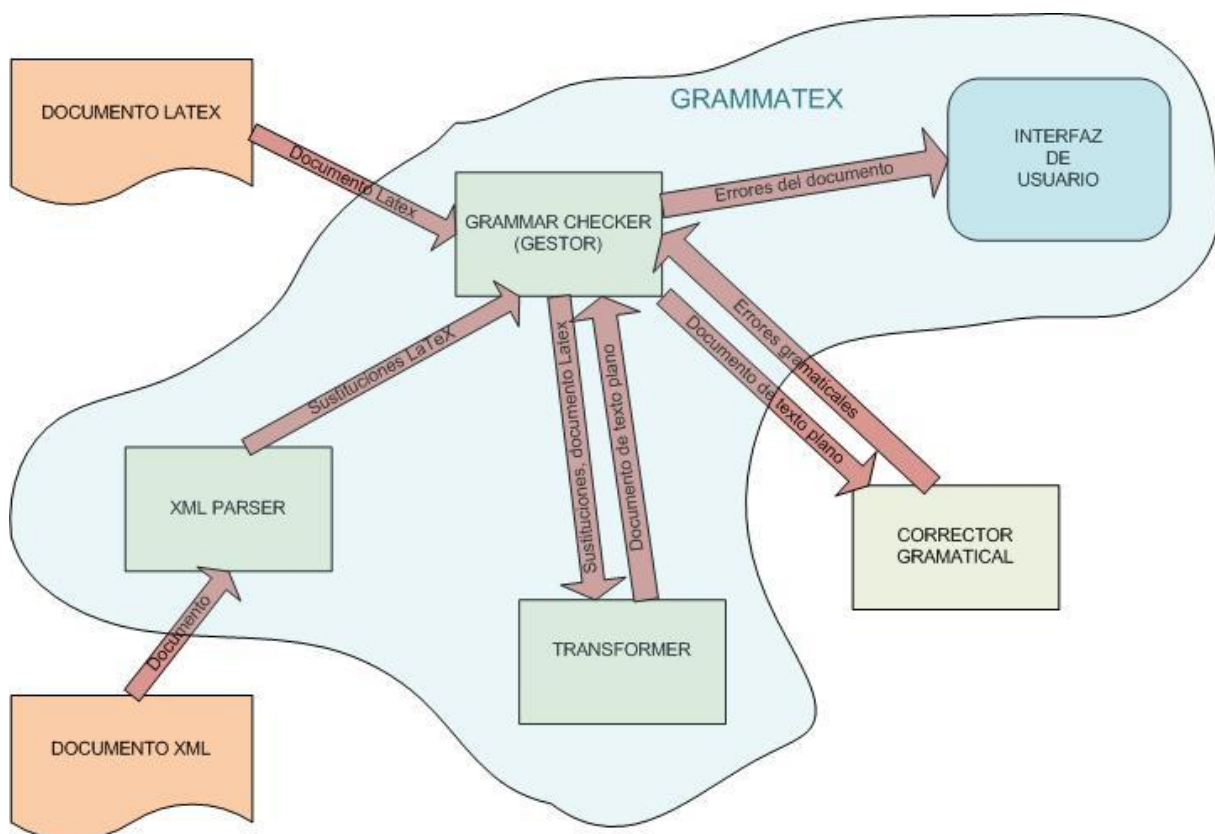 GRAMMATEX
DOCUMENTO LATEX
INTERFAZ
DE
USUARIO
Documento Latex
Errores del documento
GRAMMAR CHECKER
(GESTOR)
Sustituciones LaTeX
Sustituciones, documento Latex
Documento de texto plano
Documento de texto plano
Errores gramaticales
XML PARSER
CORRECTOR
GRAMATICAL
Documento
TRANSFORMER
DOCUMENTO XML